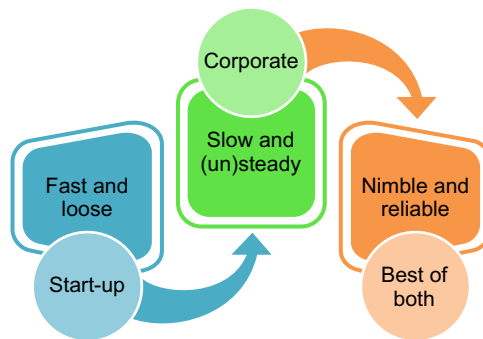 Corporate
Slow and
(un)steady
Fast and
loose
Start-up
Nimble and
reliable
Best of
both